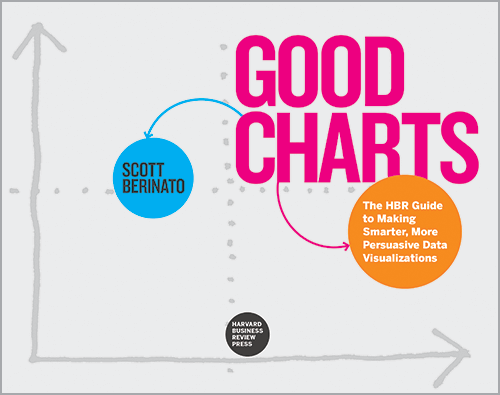 GOOD
CHARTS
SCOTT
BERINATO
The HBR Guide
to Making
Smarter, More
Persuasive Data
Visualizations
HARVARD
BUSINESS
REVIEW
PRESS